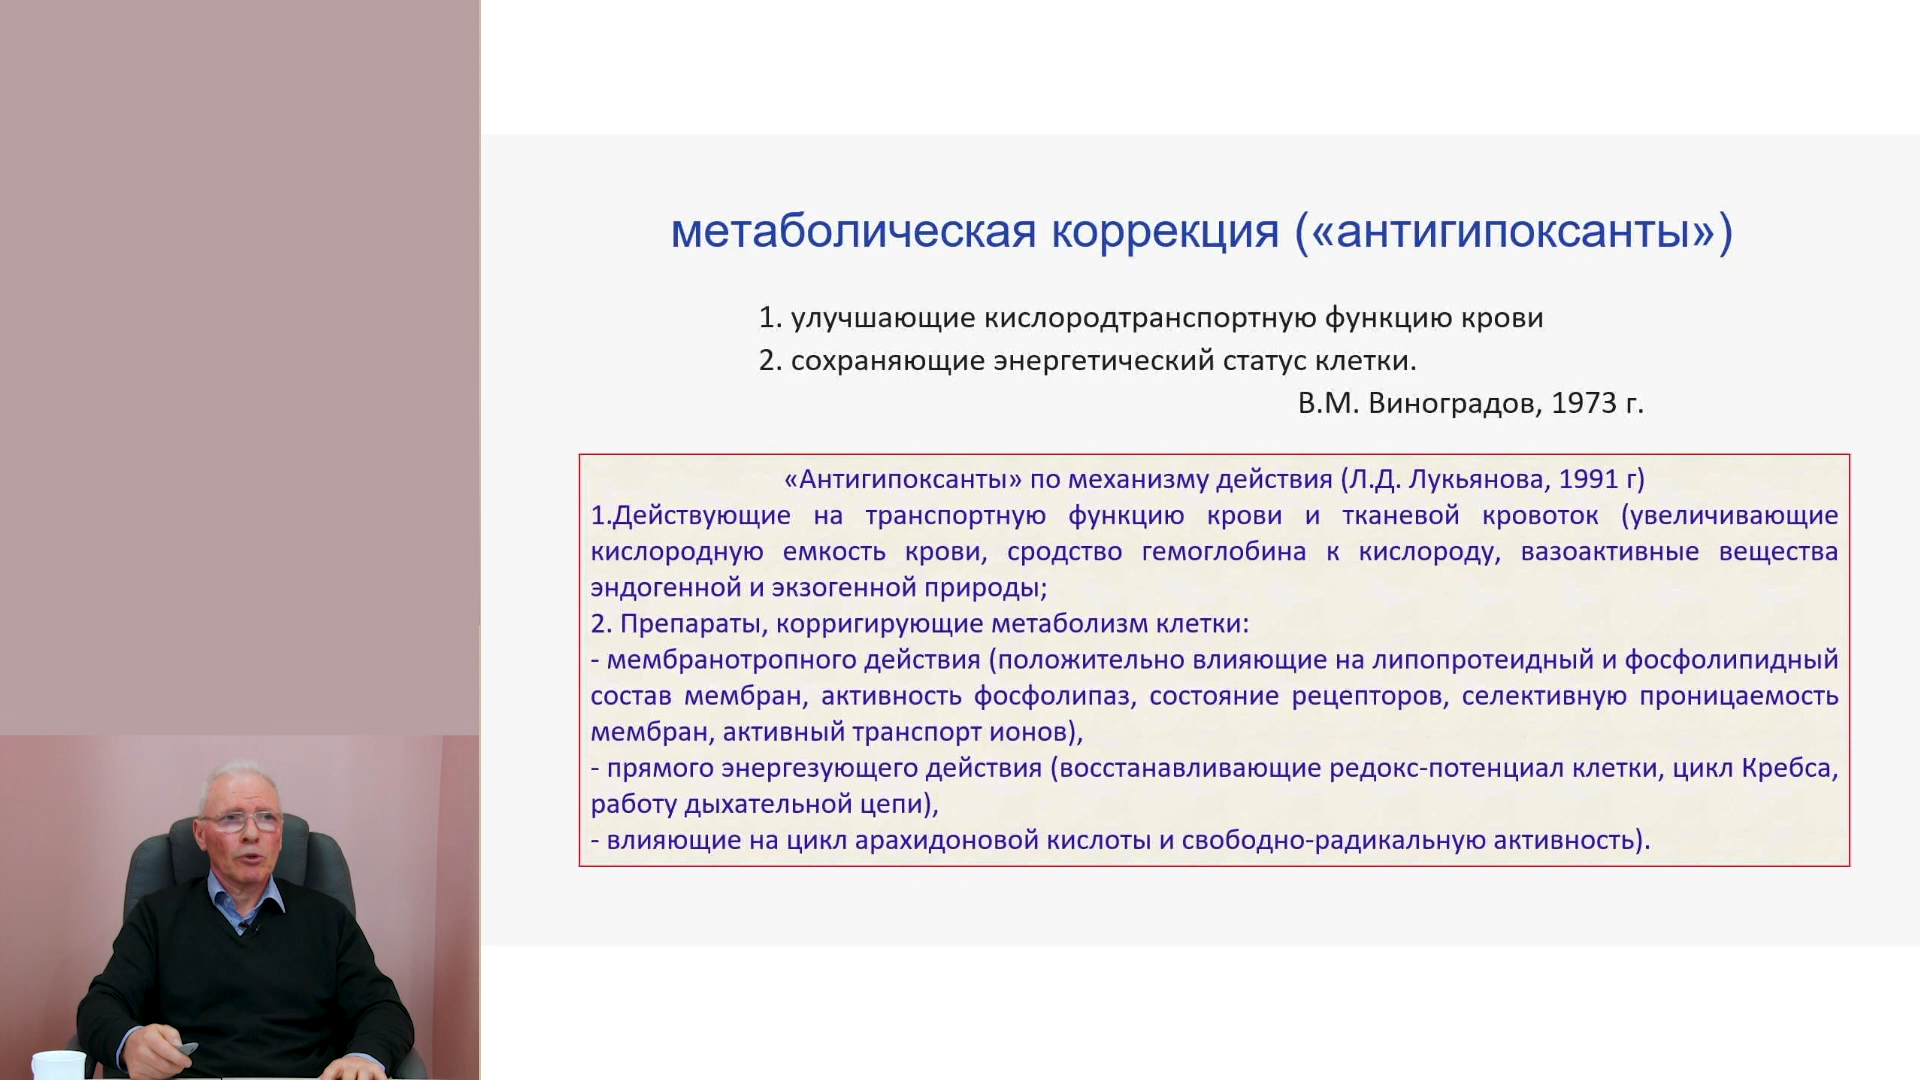 метаболическая коррекция («антигипоксанты»)
1. улучшающие кислородтранспортную функцию крови
2. сохраняющие энергетический статус клетки.
В.М. Виноградов, 1973 г.
«Антигипоксанты» по механизму действия (Л.Д. Лукьянова, 1991 г)
1.Действующие на транспортную функцию крови и тканевой кровоток (увеличивающие
кислородную емкость крови, сродство гемоглобина к кислороду, вазоактивные вещества
эндогенной и экзогенной природы;
2. Препараты, корригирующие метаболизм клетки:
- мембранотропного действия (положительно влияющие на липопротеидный и фосфолипидный
состав мембран, активность фосфолипаз, состояние рецепторов, селективную проницаемость
мембран, активный транспорт ионов),
- прямого энергезующего действия (восстанавливающие редокс-потенциал клетки, цикл Кребса,
работу дыхательной цепи),
- влияющие на цикл арахидоновой кислоты и свободно-радикальную активность).